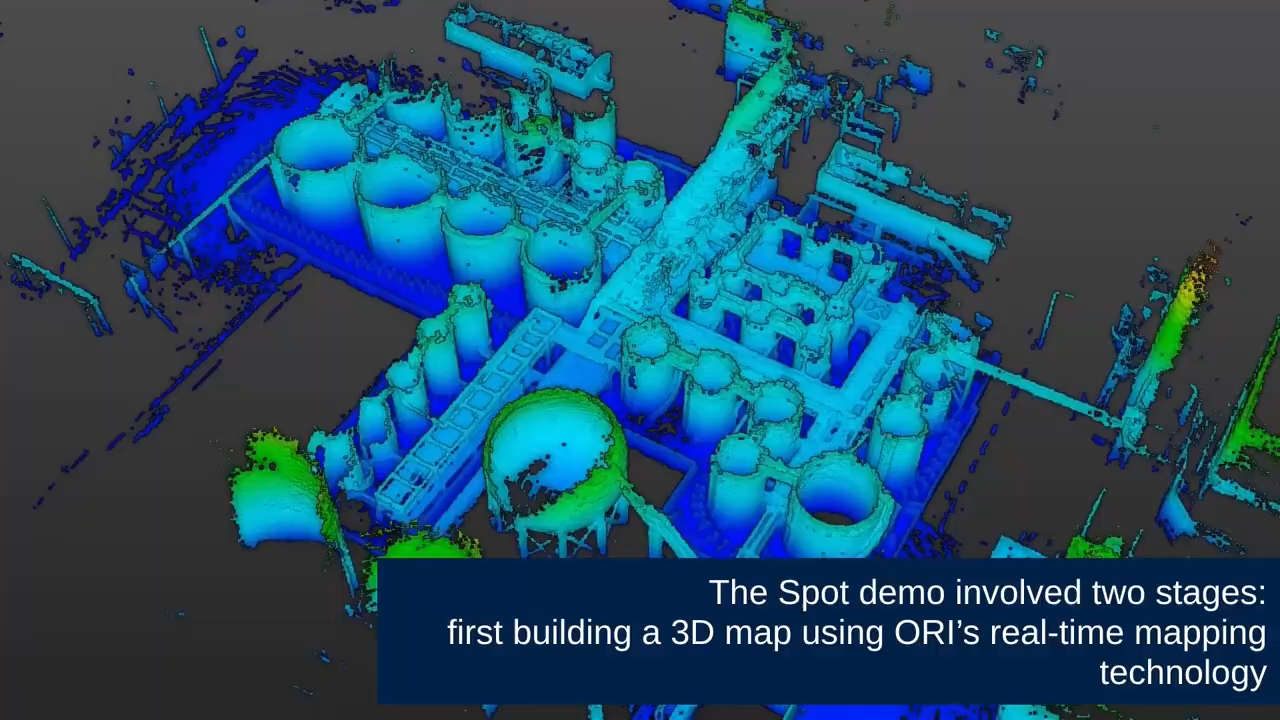 The Spot demo involved two stages:
first building a 3D map using ORI’s real-time mapping
technology